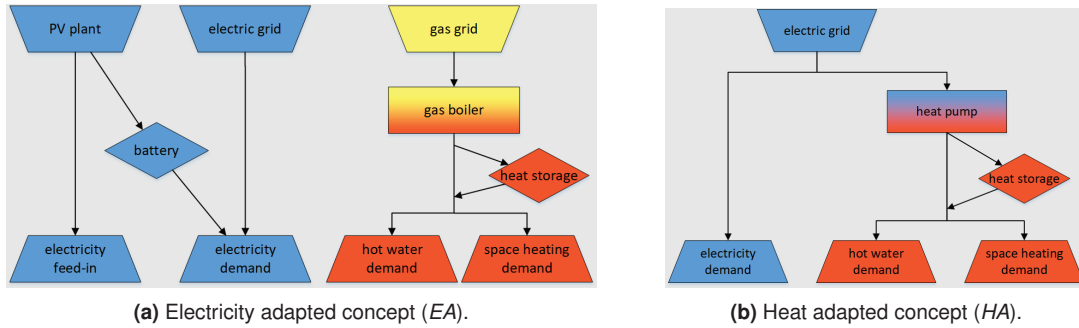 PV plant
electric grid
gas grid
gas boiler
battery
heat storage
electricity
feed-in
electricity
demand
hot water
demand
space heating
demand
(a) Electricity adapted concept (EA).
electric grid
heat pump
heat storage
electricity
demand
hot water
demand
space heating
demand
(b) Heat adapted concept (HA).